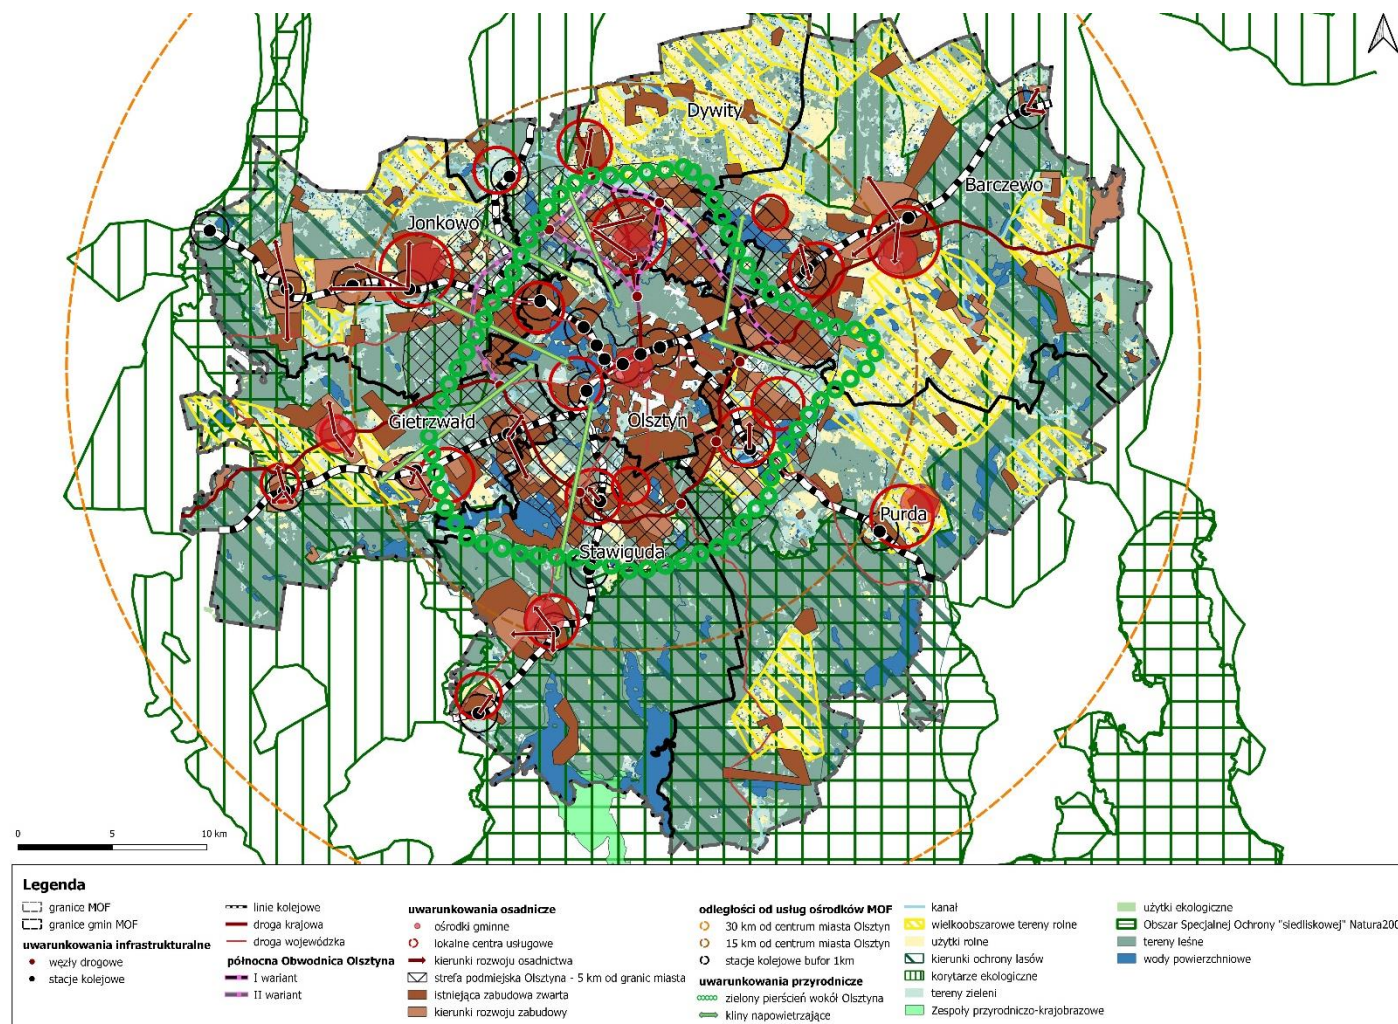 Dywity
Barczewo
Jonkowo
Gietrzwałd
Olsztyn
Purda
Stawiguda
0 5 10 km
Legenda
granice MOF
granice gmin MOF
uwarunkowania infrastrukturalne
węzły drogowe
stacje kolejowe
linie kolejowe
droga krajowa
droga wojewódzka
północna Obwodnica Olsztyna
I wariant
II wariant
uwarunkowania osadnicze
ośrodki gminne
lokalne centra usługowe
kierunki rozwoju osadnictwa
strefa podmiejska Olsztyna - 5 km od granic miasta
istniejąca zabudowa zwarta
kierunki rozwoju zabudowy
odległości od usług ośrodków MOF
30 km od centrum miasta Olsztyn
15 km od centrum miasta Olsztyn
stacje kolejowe bufor 1km
uwarunkowania przyrodnicze
zielony pierścień wokół Olsztyna
kliny napowietrzające
kanał
wielkoobszarowe tereny rolne
użytki rolne
kierunki ochrony lasów
korytarze ekologiczne
tereny zieleni
Zespoły przyrodniczo-krajobrazowe
użytki ekologiczne
Obszar Specjalnej Ochrony "siedliskowej" Natura200
tereny leśne
wody powierzchniowe